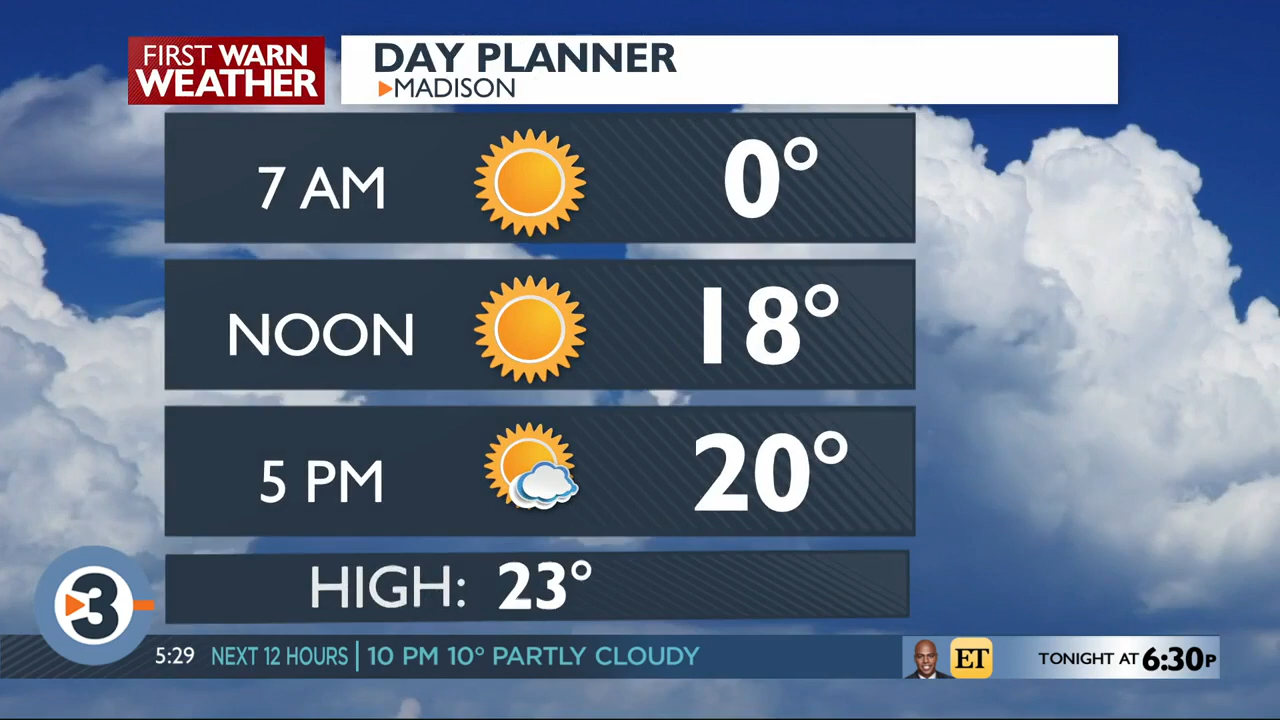 FIRST WARN
WEATHER
DAY PLANNER
MADISON
7 AM 0°
NOON 18°
5 PM 20°
HIGH: 23°
3
5:29 NEXT 12 HOURS | 10 PM 10° PARTLY CLOUDY
ET
TONIGHT AT 6:30P